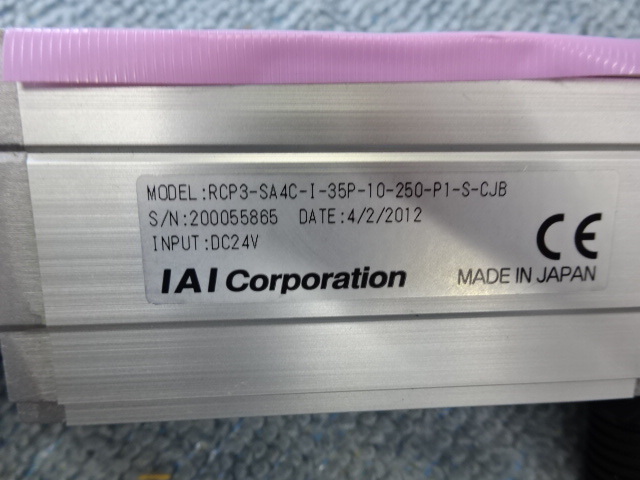 MODEL:RCP3-SA4C-I-35P-10-250-P1-S-CJB
S/N:200055865 DATE:4/2/2012
INPUT:DC24V
CE
IAI Corporation
MADE IN JAPAN